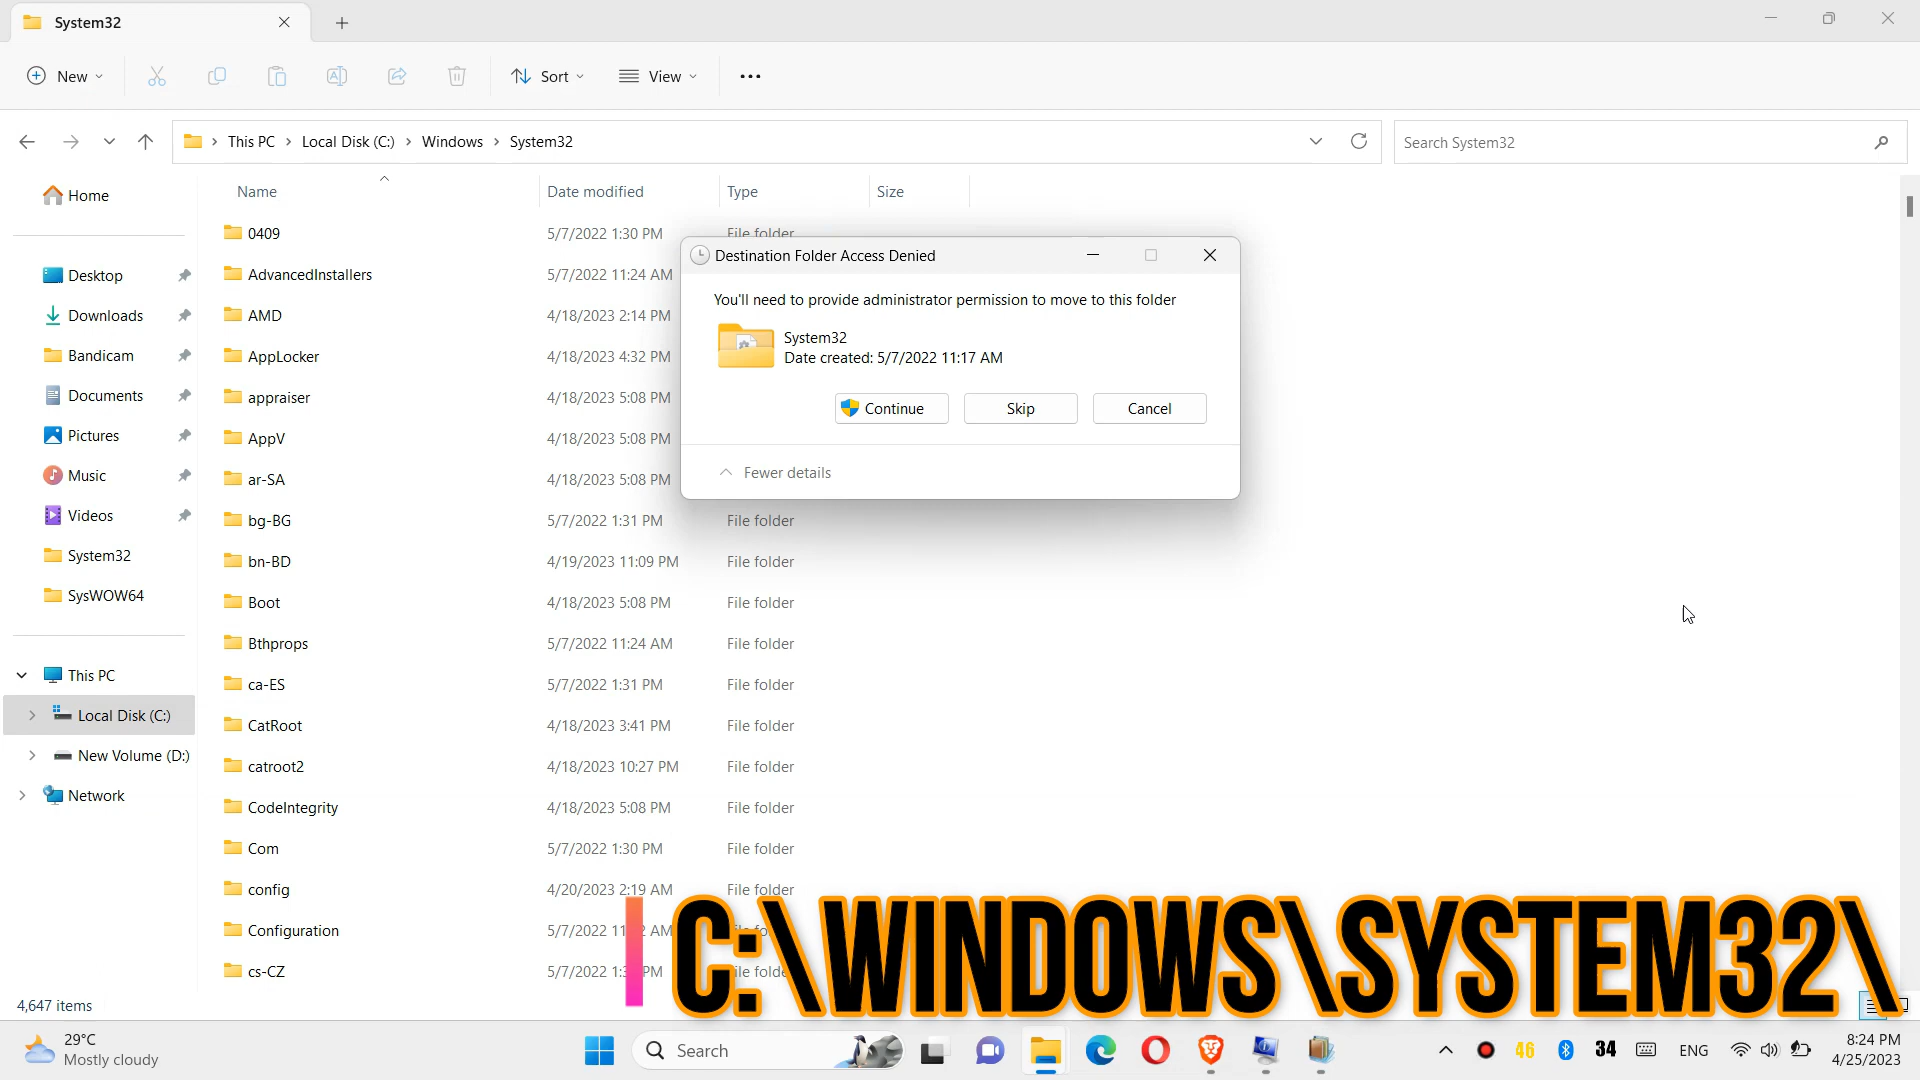 System32
New
Sort
View
This PC
Local Disk (C:)
Windows
System32
Search System32
Name
Date modified
Type
Size
Home
Desktop
Downloads
Bandicam
Documents
Pictures
Music
Videos
System32
SysWOW64
This PC
Local Disk (C:)
New Volume (D:)
Network
0409 5/7/2022 1:30 PM File folder
AdvancedInstallers 5/7/2022 11:24 AM
AMD 4/18/2023 2:14 PM
AppLocker 4/18/2023 4:32 PM
appraiser 4/18/2023 5:08 PM
AppV 4/18/2023 5:08 PM
ar-SA 4/18/2023 5:08 PM
bg-BG 5/7/2022 1:31 PM File folder
bn-BD 4/19/2023 11:09 PM File folder
Boot 4/18/2023 5:08 PM File folder
Bthprops 5/7/2022 11:24 AM File folder
ca-ES 5/7/2022 1:31 PM File folder
CatRoot 4/18/2023 3:41 PM File folder
catroot2 4/18/2023 10:27 PM File folder
CodeIntegrity 4/18/2023 5:08 PM File folder
Com 5/7/2022 1:30 PM File folder
config 4/20/2023 2:19 AM File folder
Configuration 5/7/2022
cs-CZ 5/7/2022
Destination Folder Access Denied
You'll need to provide administrator permission to move to this folder
System32
Date created: 5/7/2022 11:17 AM
Continue
Skip
Cancel
Fewer details
C:\WINDOWS\SYSTEM32\
4,647 items
29°C
Mostly cloudy
Search
46
34
ENG
8:24 PM
4/25/2023